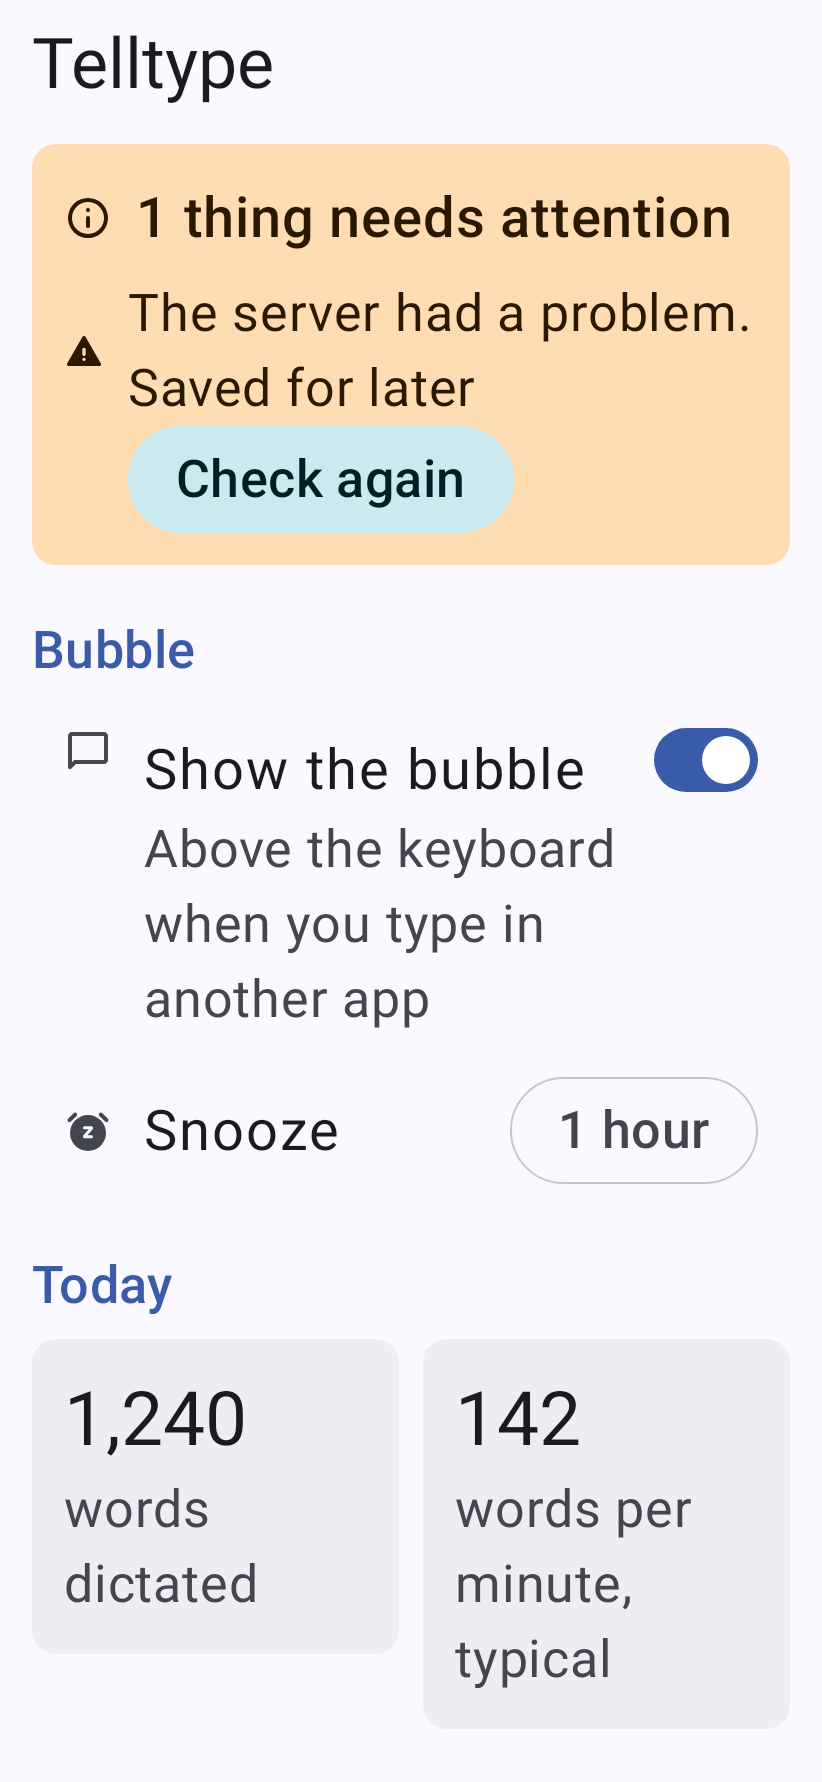 Telltype
1 thing needs attention
The server had a problem.
Saved for later
Check again
Bubble
Show the bubble
Above the keyboard
when you type in
another app
Snooze
1 hour
Today
1,240
words
dictated
142
words per
minute,
typical